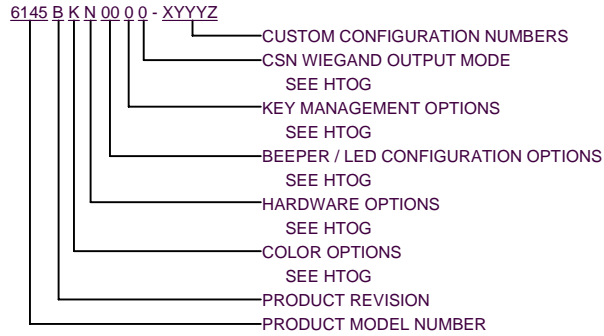 6145 B K N 00 0 0 - XYYYZ
CUSTOM CONFIGURATION NUMBERS
CSN WIEGAND OUTPUT MODE
SEE HTOG
KEY MANAGEMENT OPTIONS
SEE HTOG
BEEPER / LED CONFIGURATION OPTIONS
SEE HTOG
HARDWARE OPTIONS
SEE HTOG
COLOR OPTIONS
SEE HTOG
PRODUCT REVISION
PRODUCT MODEL NUMBER